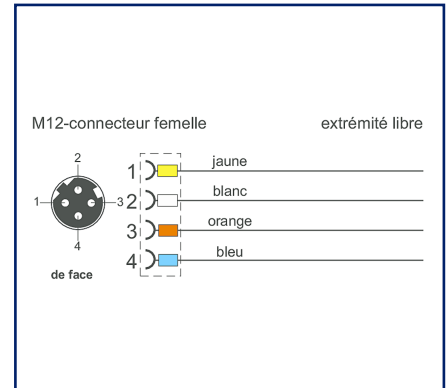 M12-connecteur femelle extrémité libre
2
1 3
4
de face
1 jaune
2 blanc
3 orange
4 bleu